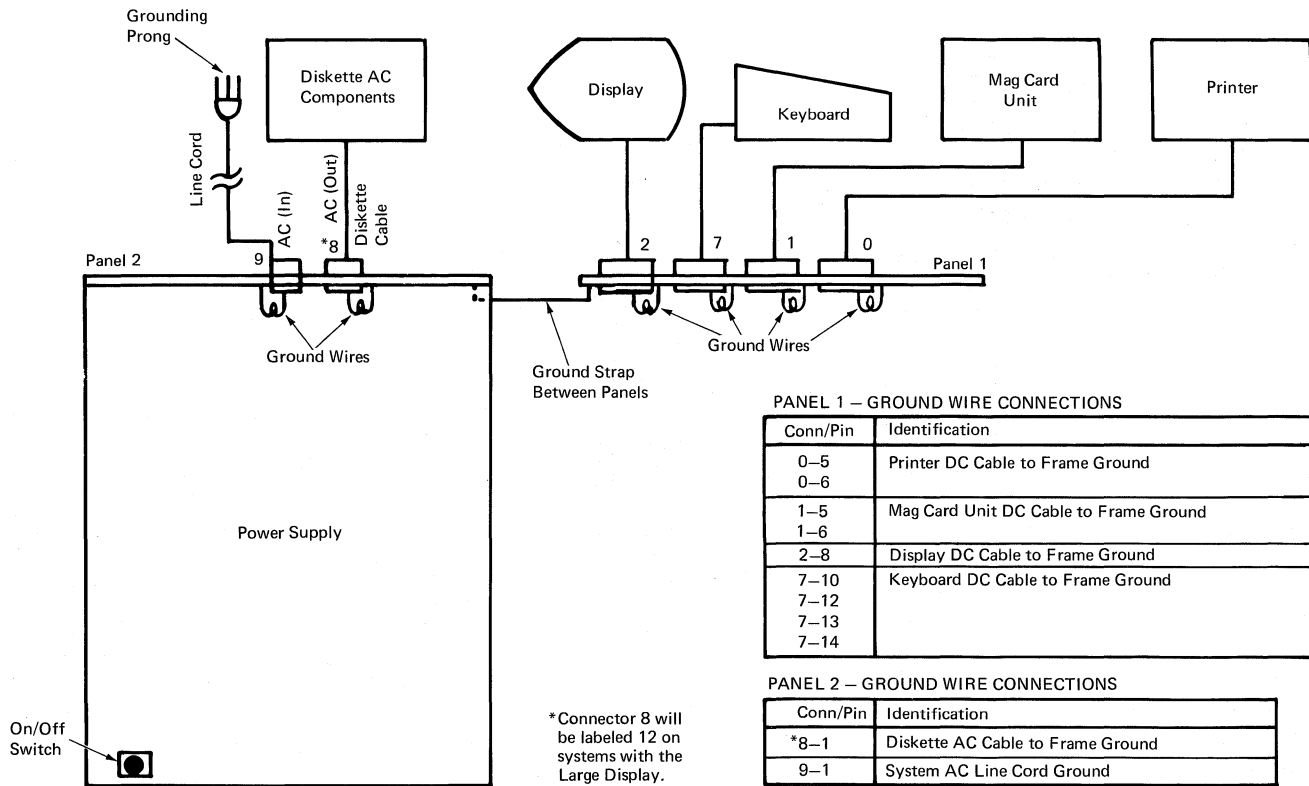 Grounding
Prong
Diskette AC
Components
Display
Keyboard
Mag Card
Unit
Printer
Line Cord
AC (In)
*8 AC (Out)
Diskette
Cable
Panel 2
9
2
7
1
0
Panel 1
Ground Wires
Ground Strap
Between Panels
Ground Wires
Power Supply
On/Off
Switch
*Connector 8 will
be labeled 12 on
systems with the
Large Display.
PANEL 1 — GROUND WIRE CONNECTIONS
Conn/Pin Identification
0—5 Printer DC Cable to Frame Ground
0—6
1—5 Mag Card Unit DC Cable to Frame Ground
1—6
2—8 Display DC Cable to Frame Ground
7—10 Keyboard DC Cable to Frame Ground
7—12
7—13
7—14
PANEL 2 — GROUND WIRE CONNECTIONS
Conn/Pin Identification
*8—1 Diskette AC Cable to Frame Ground
9—1 System AC Line Cord Ground